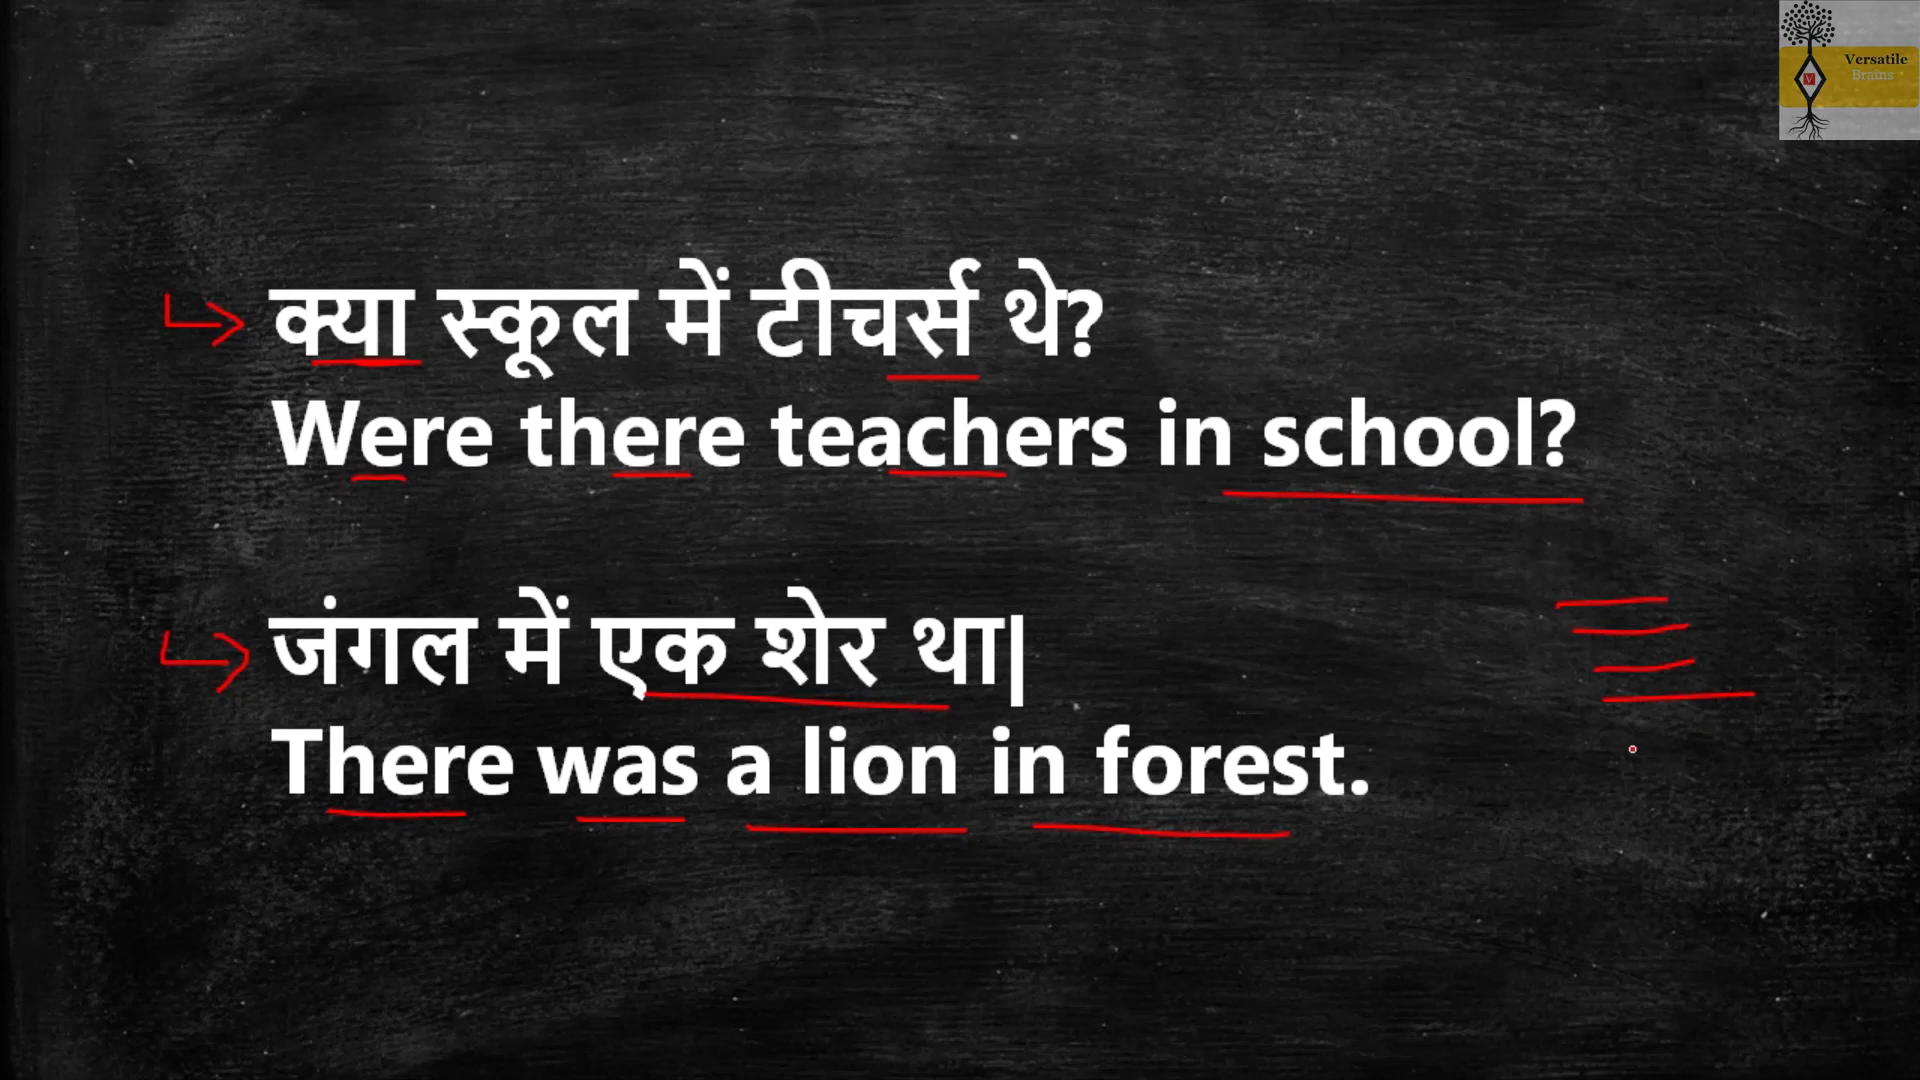 Versatile
Brains
क्या स्कूल में टीचर्स थे?
Were there teachers in school?
जंगल में एक शेर था|
There was a lion in forest.